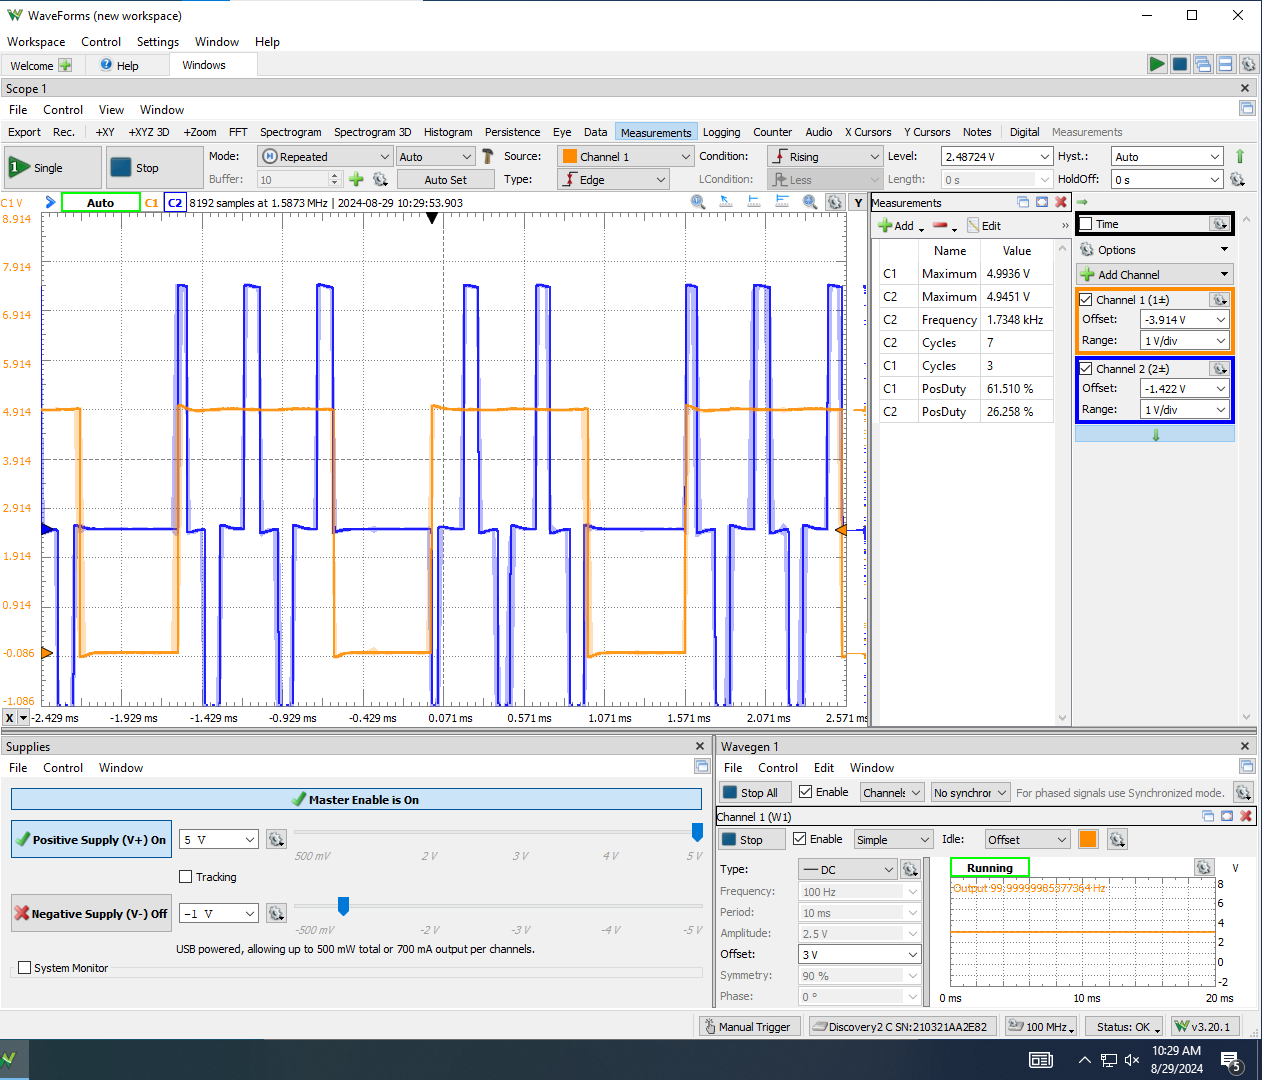 WaveForms (new workspace)
Workspace Control Settings Window Help
Welcome Help Windows
Scope 1
File Control View Window
Export Rec. +XY +XYZ 3D +Zoom FFT Spectrogram Spectrogram 3D Histogram Persistence Eye Data Measurements Logging Counter Audio X Cursors Y Cursors Notes Digital Measurements
Single Stop Mode: Repeated Auto Source: Channel 1 Condition: Rising Level: 2.48724 V Hyst.: Auto
Buffer: 10 Auto Set Type: Edge LCondition: Less Length: 0 s HoldOff: 0 s
C1 V Auto C1 C2 8192 samples at 1.5873 MHz | 2024-08-29 10:29:53.903 Y
8.914
7.914
6.914
5.914
4.914
3.914
2.914
1.914
0.914
-0.086
-1.086
X -2.429 ms -1.929 ms -1.429 ms -0.929 ms -0.429 ms 0.071 ms 0.571 ms 1.071 ms 1.571 ms 2.071 ms 2.571 ms
Measurements
Add Edit »
Name Value
C1 Maximum 4.9936 V
C2 Maximum 4.9451 V
C2 Frequency 1.7348 kHz
C2 Cycles 7
C1 Cycles 3
C1 PosDuty 61.510 %
C2 PosDuty 26.258 %
Time
Options
Add Channel
Channel 1 (1±)
Offset: -3.914 V
Range: 1 V/div
Channel 2 (2±)
Offset: -1.422 V
Range: 1 V/div
Supplies
File Control Window
Master Enable is On
Positive Supply (V+) On 5 V
500 mV 2 V 3 V 4 V 5 V
Tracking
Negative Supply (V-) Off -1 V
-500 mV -2 V -3 V -4 V -5 V
USB powered, allowing up to 500 mW total or 700 mA output per channels.
System Monitor
Wavegen 1
File Control Edit Window
Stop All Enable Channels No synchror For phased signals use Synchronized mode.
Channel 1 (W1)
Stop Enable Simple Idle: Offset
Type: DC
Frequency: 100 Hz
Period: 10 ms
Amplitude: 2.5 V
Offset: 3 V
Symmetry: 90 %
Phase: 0 °
Running V
Output 99.99999985377364 Hz
8
6
4
2
0
-2
0 ms 10 ms 20 ms
Manual Trigger Discovery2 C SN:210321AA2E82 100 MHz Status: OK v3.20.1
10:29 AM
8/29/2024
5